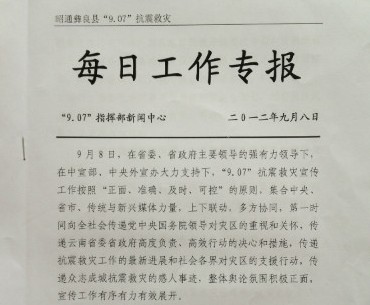 昭通彝良县“9.07”抗震救灾
每日工作专报
“9.07”指挥部新闻中心 二〇一二年九月八日
9月8日，在省委、省政府主要领导的强有力领导下，
在中宣部、中央外宣办大力支持下，“9.07”抗震救灾宣传
工作按照“正面、准确、及时、可控”的原则，集合中央、
省市，传统与新兴媒体力量，上下联动，多方协同，第一时
间向全社会传递党中央国务院领导对灾区的重视和关怀、传
递云南省委省政府高度负责、高效行动的决心和措施，传递
抗震救灾工作的最新进展和社会各界对灾区的支援行动，传
递众志成城抗震救灾的感人事迹，整体舆论氛围积极正面，
宣传工作有序有力有效展开。